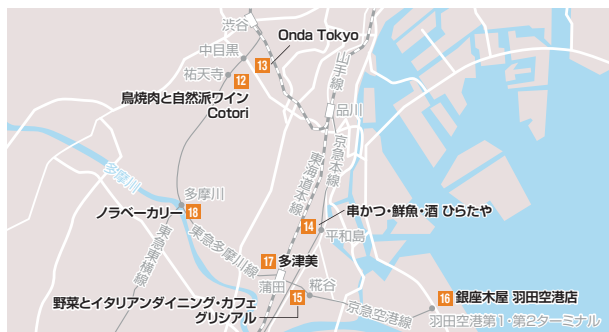 渋谷
Onda Tokyo
中目黒
13
山手線
祐天寺
12
鳥焼肉と自然派ワイン
Cotori
品川
京急本線
多摩川
東海道本線
多摩川
ノラベーカリー
18
串かつ・鮮魚・酒 ひらたや
14
平和島
東急多摩川線
東急東横線
17
多津美
蒲田
糀谷
15
野菜とイタリアンダイニング・カフェ
グリシアル
16
銀座木屋 羽田空港店
京急空港線
羽田空港第1・第2ターミナル